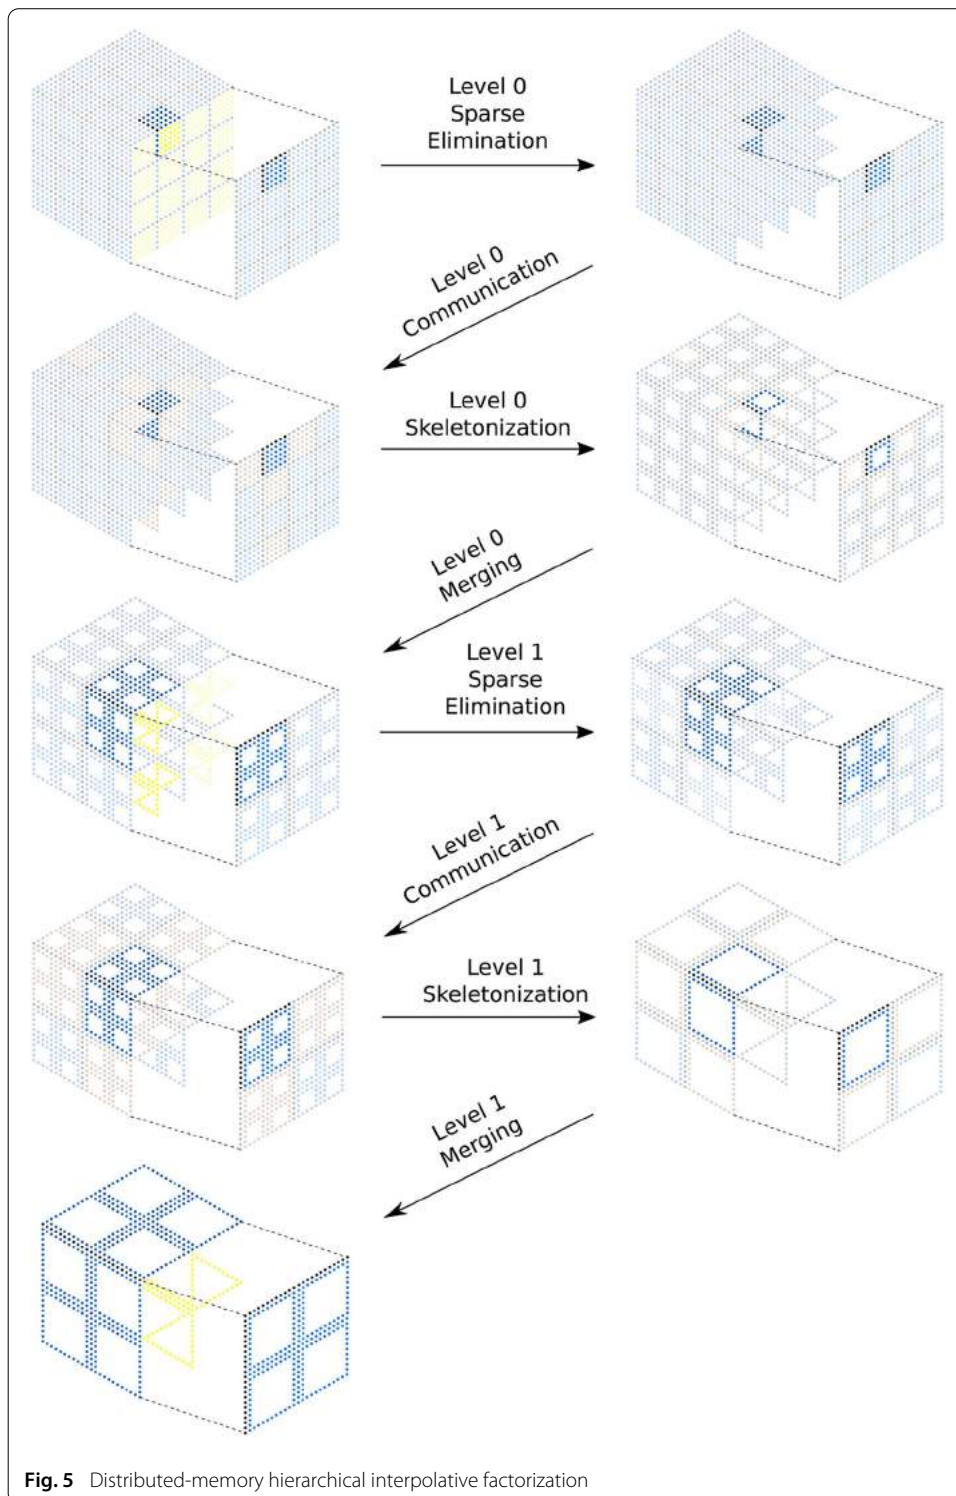 Level 0
Sparse
Elimination
Level 0
Communication
Level 0
Skeletonization
Level 0
Merging
Level 1
Sparse
Elimination
Level 1
Communication
Level 1
Skeletonization
Level 1
Merging
Fig. 5 Distributed-memory hierarchical interpolative factorization